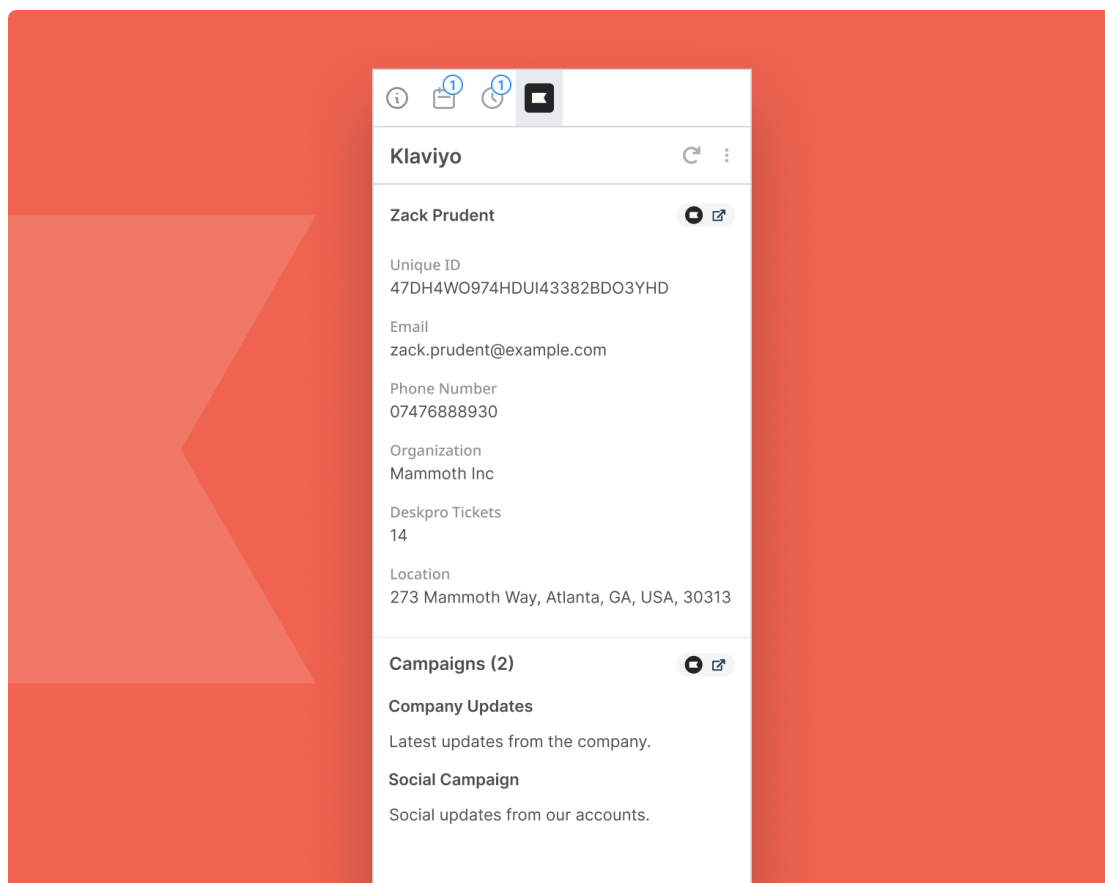 1
1
Klaviyo
Zack Prudent
Unique ID
47DH4WO974HDUI43382BDO3YHD
Email
zack.prudent@example.com
Phone Number
07476888930
Organization
Mammoth Inc
Deskpro Tickets
14
Location
273 Mammoth Way, Atlanta, GA, USA, 30313
Campaigns (2)
Company Updates
Latest updates from the company.
Social Campaign
Social updates from our accounts.